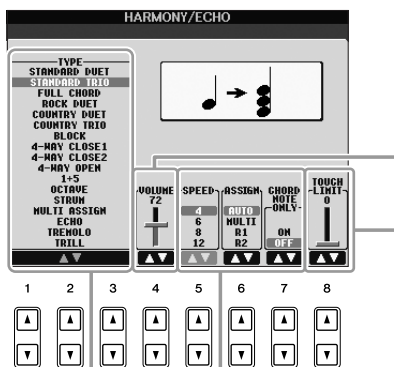 HARMONY/ECHO
TYPE
STANDARD DUET
STANDARD TRIO
FULL CHORD
ROCK DUET
COUNTRY DUET
COUNTRY TRIO
BLOCK
4-WAY CLOSE1
4-WAY CLOSE2
4-WAY OPEN
1+5
OCTAVE
STRUM
MULTI ASSIGN
ECHO
TREMOLO
TRILL
VOLUME
72
SPEED
4
6
8
12
ASSIGN
AUTO
MULTI
R1
R2
CHORD
NOTE
ONLY
ON
OFF
TOUCH
LIMIT
0
1 2 3 4 5 6 7 8